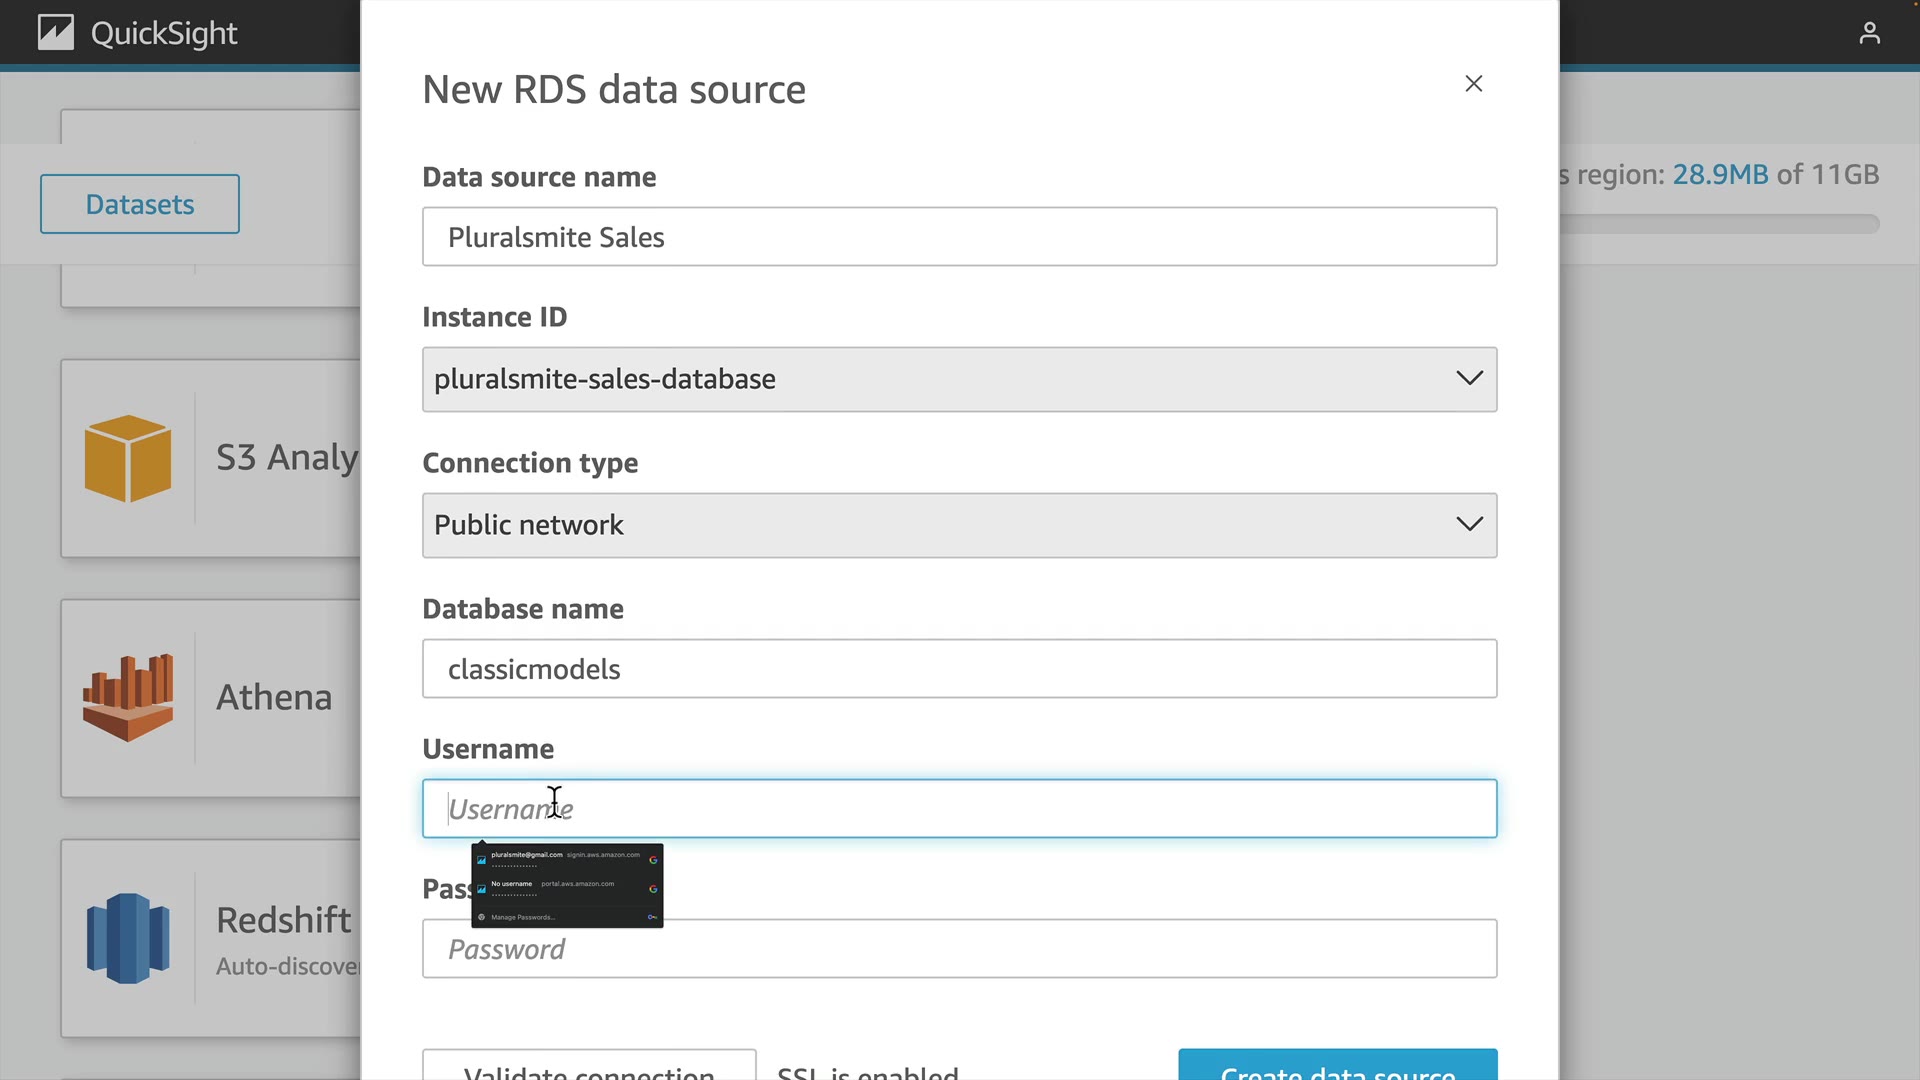 QuickSight
New RDS data source
Data source name
s region: 28.9MB of 11GB
Datasets
Pluralsmite Sales
Instance ID
pluralsmite-sales-database
S3 Analy
Connection type
Public network
Database name
classicmodels
Athena
Username
Username
pluralsmite@gmail.com signin.aws.amazon.com
No username portal.aws.amazon.com
Manage Passwords...
Pass
Password
Redshift
Auto-discove
Validate connection
SSL is enabled
Create data source